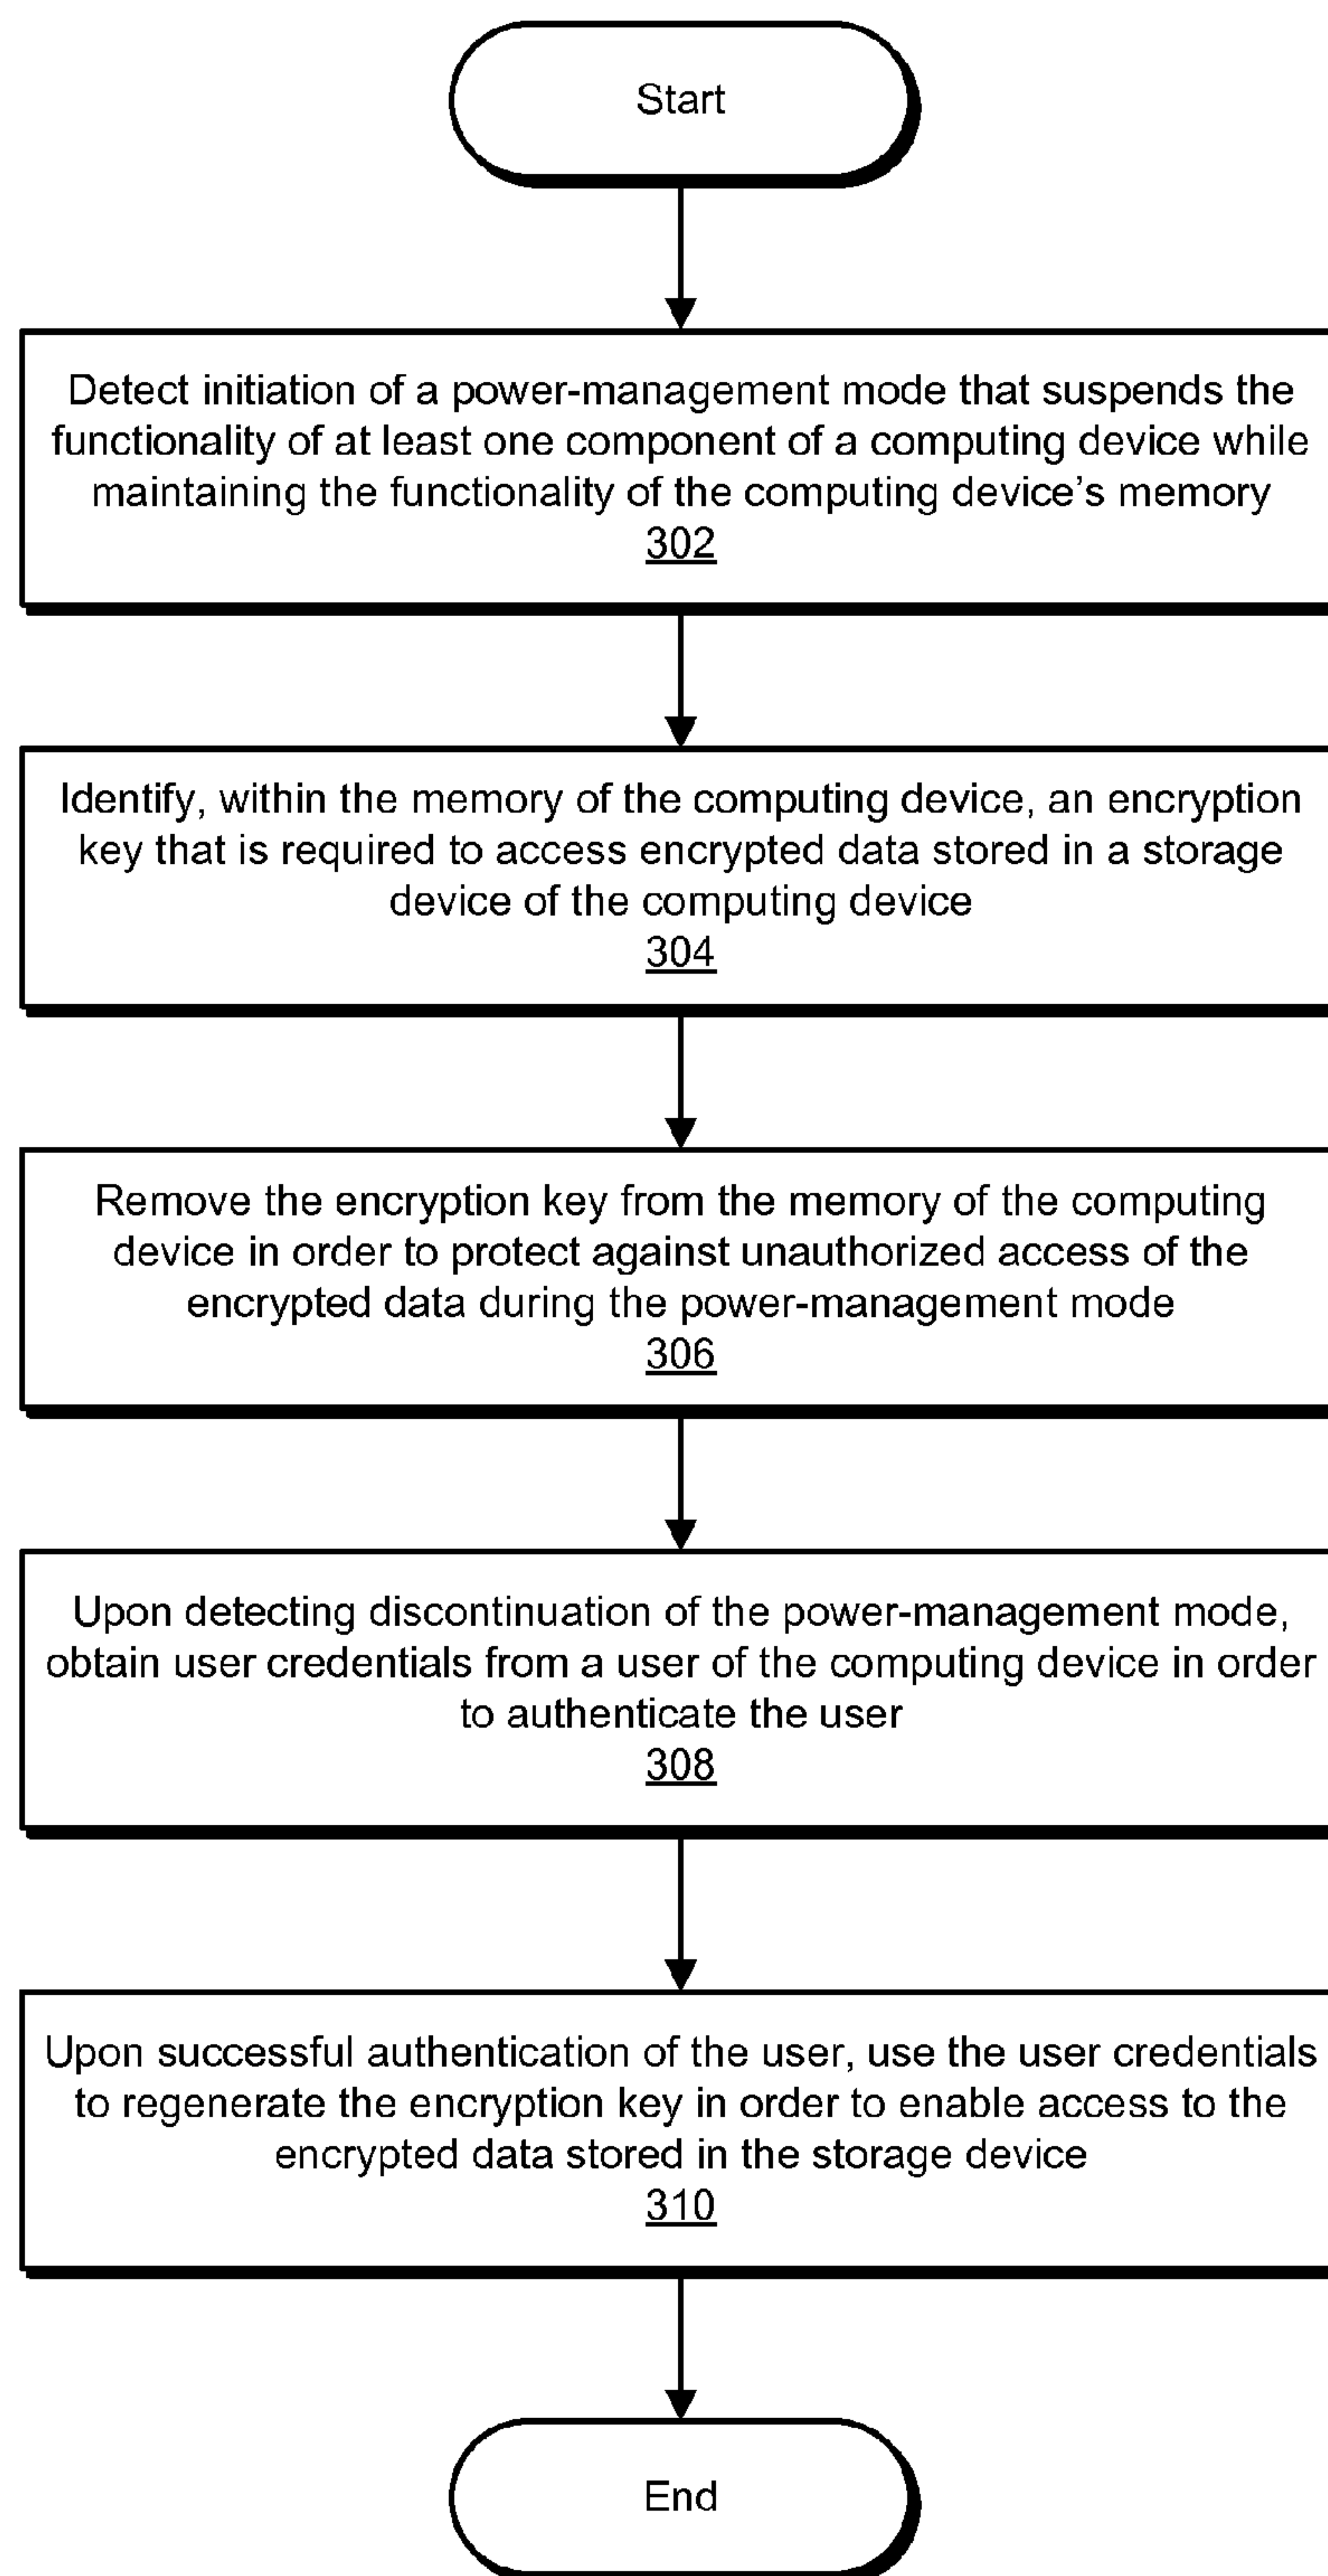 Start
Detect initiation of a power-management mode that suspends the
functionality of at least one component of a computing device while
maintaining the functionality of the computing device's memory
302
Identify, within the memory of the computing device, an encryption
key that is required to access encrypted data stored in a storage
device of the computing device
304
Remove the encryption key from the memory of the computing
device in order to protect against unauthorized access of the
encrypted data during the power-management mode
306
Upon detecting discontinuation of the power-management mode,
obtain user credentials from a user of the computing device in order
to authenticate the user
308
Upon successful authentication of the user, use the user credentials
to regenerate the encryption key in order to enable access to the
encrypted data stored in the storage device
310
End